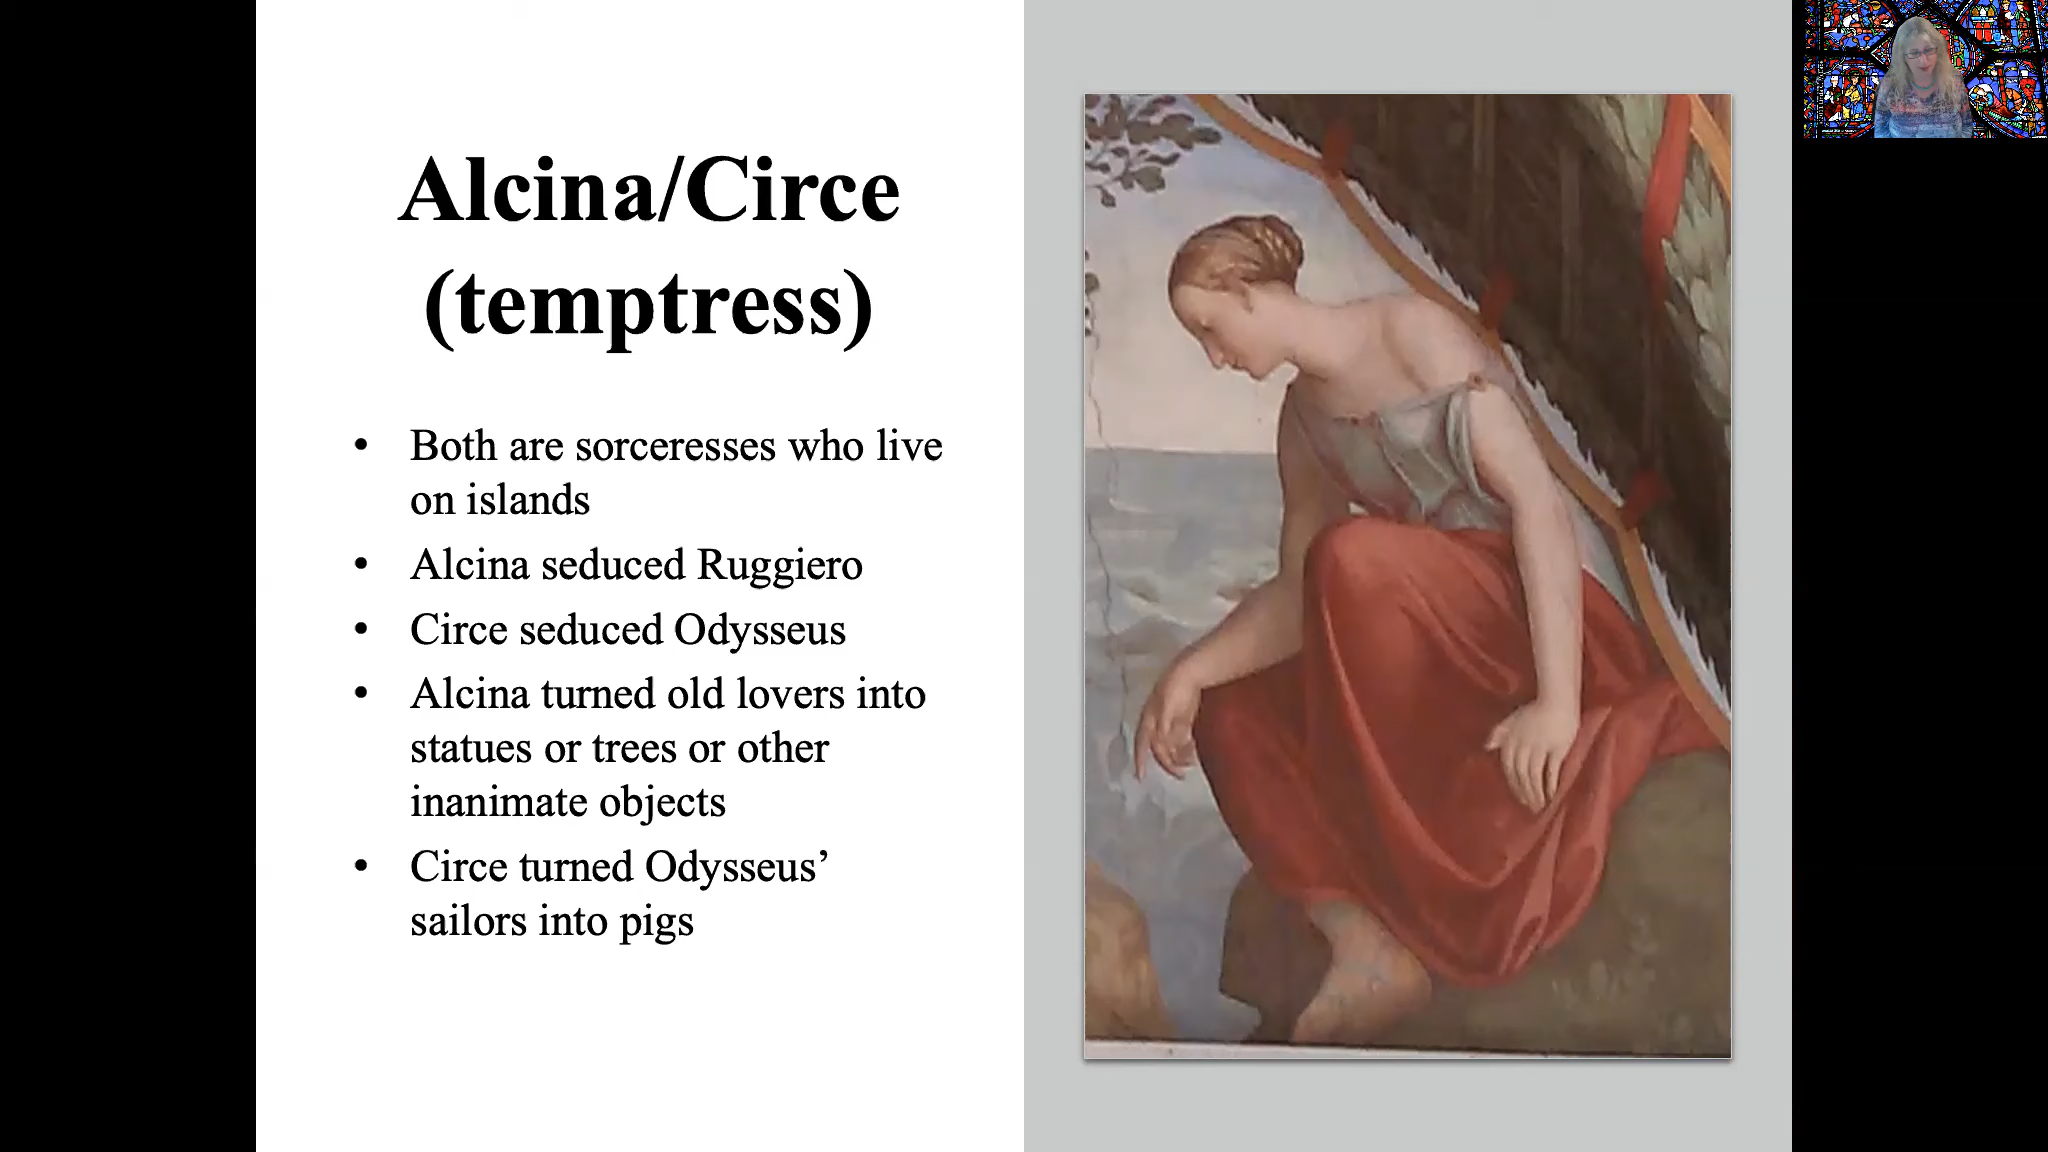 Alcina/Circe
(temptress)
• Both are sorceresses who live
on islands
• Alcina seduced Ruggiero
• Circe seduced Odysseus
• Alcina turned old lovers into
statues or trees or other
inanimate objects
• Circe turned Odysseus’
sailors into pigs